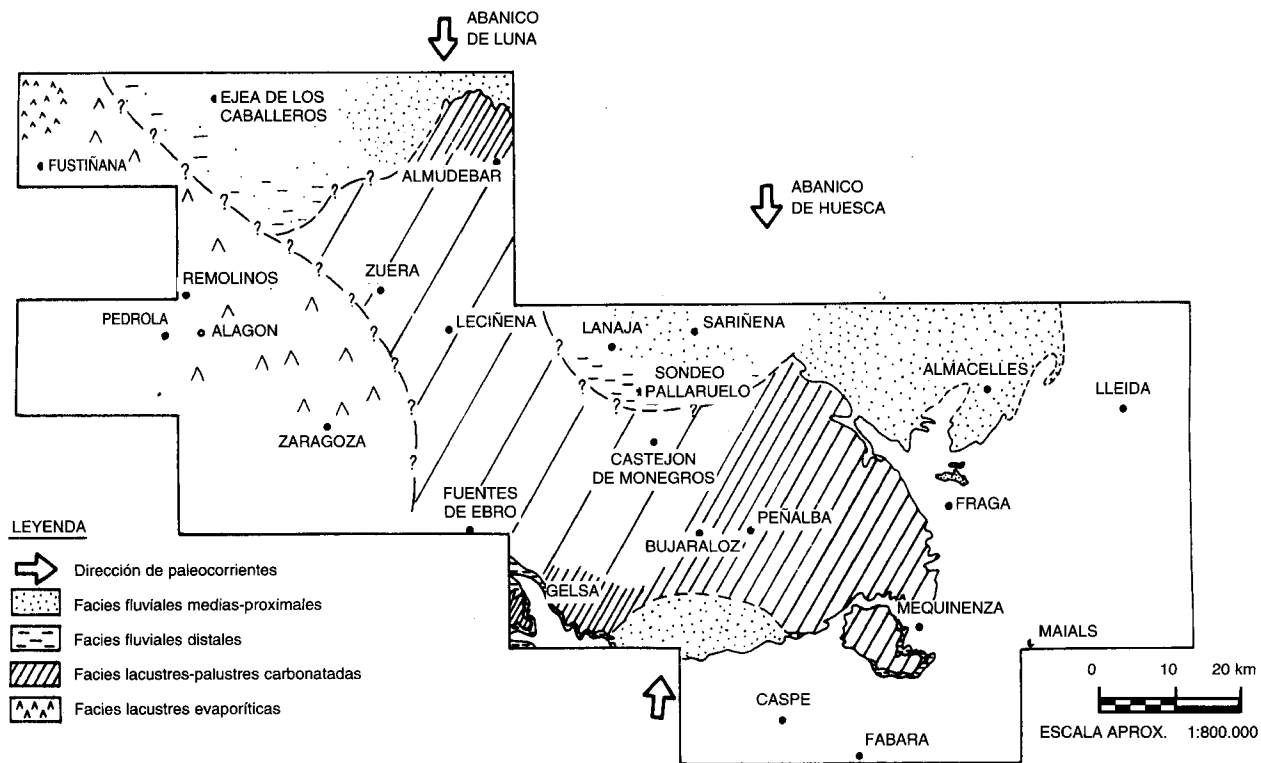 ABANICO
DE LUNA
EJEA DE LOS
CABALLEROS
FUSTIÑANA
ALMUDEBAR
ABANICO
DE HUESCA
REMOLINOS
ZUERA
PEDROLA
ALAGON
LECIÑENA
LANAJA
SARIÑENA
SONDEO
PALLARUELO
ALMACELLES
LLEIDA
ZARAGOZA
CASTEJON
DE MONEGROS
FUENTES
DE EBRO
FRAGA
PEÑALBA
BUJARALOZ
GELSA
MEQUINENZA
MAIALS
CASPE
FABARA
LEYENDA
Dirección de paleocorrientes
Facies fluviales medias-proximales
Facies fluviales distales
Facies lacustres-palustres carbonatadas
Facies lacustres evaporíticas
0 10 20 km
ESCALA APROX. 1:800.000